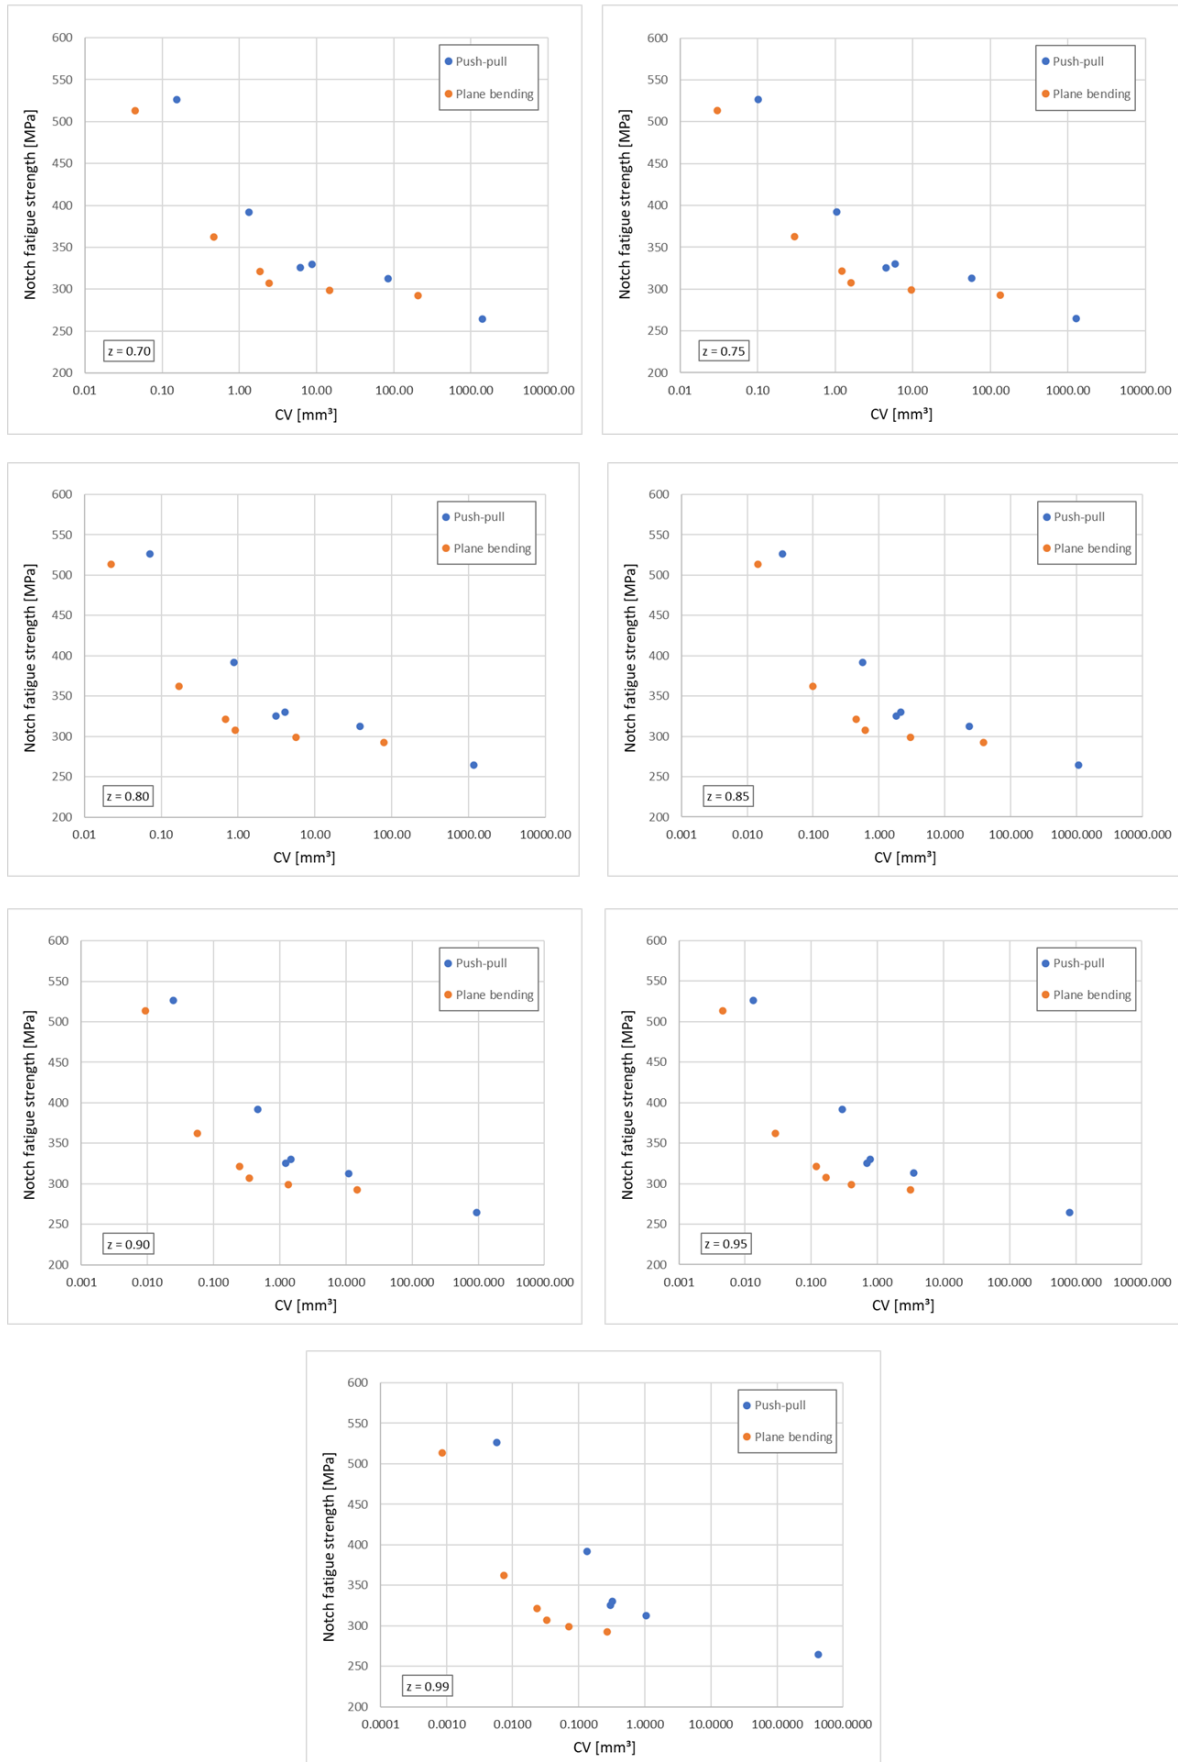 600
550
500
450
400
350
300
250
200
Notch fatigue strength [MPa]
Push-pull
Plane bending
z = 0.70
0.01 0.10 1.00 10.00 100.00 1000.00 10000.00
CV [mm³]
600
550
500
450
400
350
300
250
200
Notch fatigue strength [MPa]
Push-pull
Plane bending
z = 0.75
0.01 0.10 1.00 10.00 100.00 1000.00 10000.00
CV [mm³]
600
550
500
450
400
350
300
250
200
Notch fatigue strength [MPa]
Push-pull
Plane bending
z = 0.80
0.01 0.10 1.00 10.00 100.00 1000.00 10000.00
CV [mm³]
600
550
500
450
400
350
300
250
200
Notch fatigue strength [MPa]
Push-pull
Plane bending
z = 0.85
0.001 0.010 0.100 1.000 10.000 100.000 1000.000 10000.000
CV [mm³]
600
550
500
450
400
350
300
250
200
Notch fatigue strength [MPa]
Push-pull
Plane bending
z = 0.90
0.001 0.010 0.100 1.000 10.000 100.000 1000.000 10000.000
CV [mm³]
600
550
500
450
400
350
300
250
200
Notch fatigue strength [MPa]
Push-pull
Plane bending
z = 0.95
0.001 0.010 0.100 1.000 10.000 100.000 1000.000 10000.000
CV [mm³]
600
550
500
450
400
350
300
250
200
Notch fatigue strength [MPa]
Push-pull
Plane bending
z = 0.99
0.0001 0.0010 0.0100 0.1000 1.0000 10.0000 100.0000 1000.0000
CV [mm³]